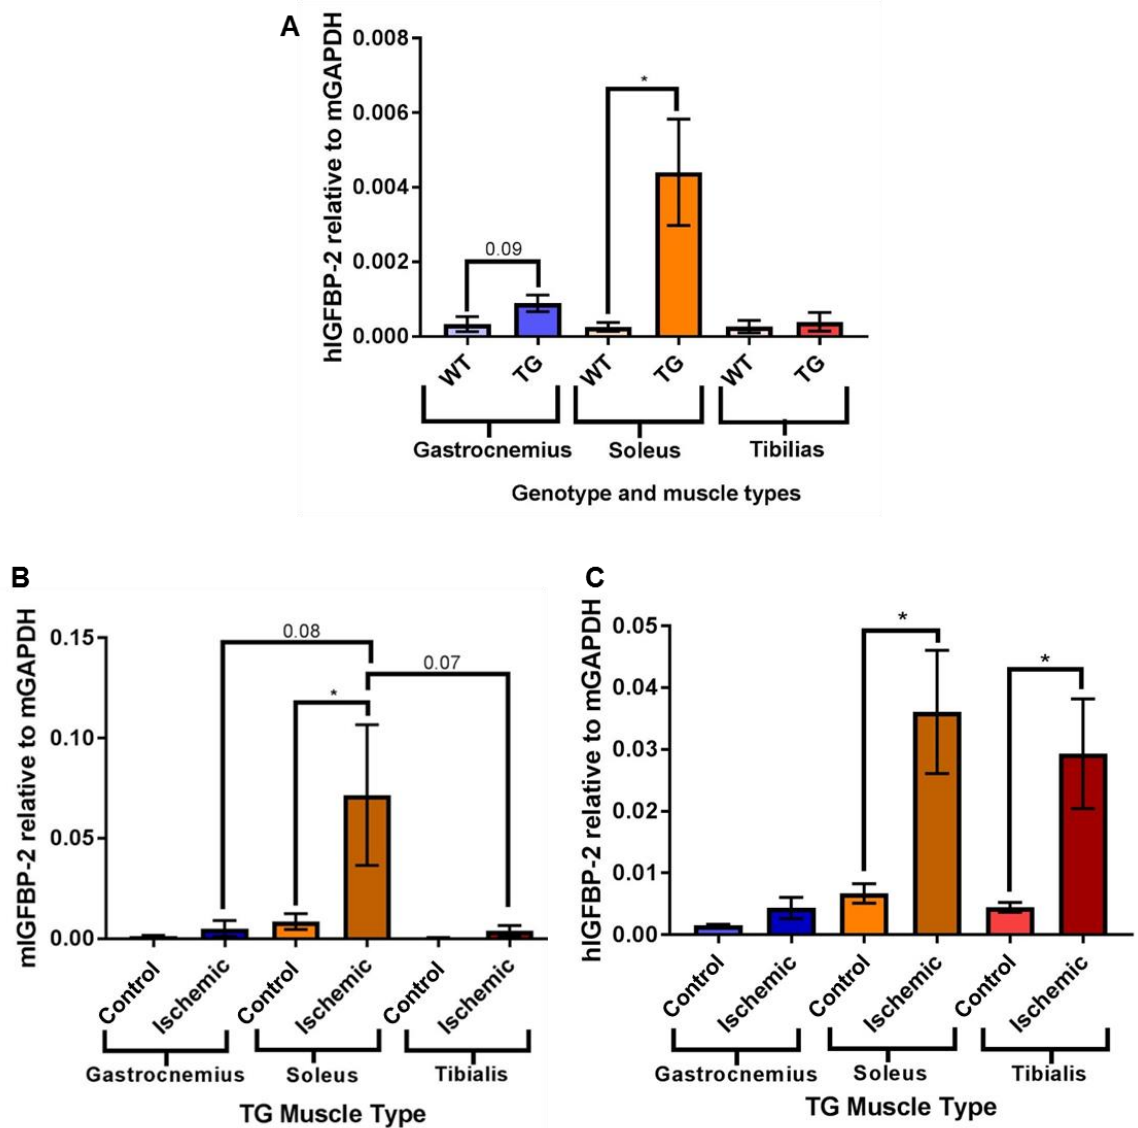 A
hIGFBP-2 relative to mGAPDH
0.008
0.006
0.004
0.002
0.000
0.09
*
WT
TG
WT
TG
WT
TG
Gastrocnemius
Soleus
Tibilias
Genotype and muscle types
B
mIGFBP-2 relative to mGAPDH
0.15
0.10
0.05
0.00
0.08
0.07
*
Control
Ischemic
Control
Ischemic
Control
Ischemic
Gastrocnemius
Soleus
Tibialis
TG Muscle Type
C
hIGFBP-2 relative to mGAPDH
0.05
0.04
0.03
0.02
0.01
0.00
*
*
Control
Ischemic
Control
Ischemic
Control
Ischemic
Gastrocnemius
Soleus
Tibialis
TG Muscle Type